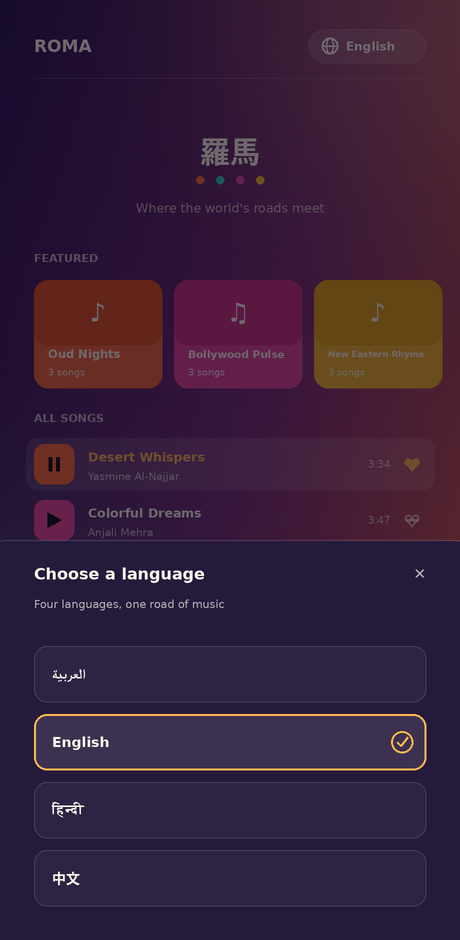 ROMA
English
羅馬
Where the world's roads meet
FEATURED
Oud Nights
3 songs
Bollywood Pulse
3 songs
New Eastern Rhyme
3 songs
ALL SONGS
Desert Whispers
Yasmine Al-Najjar
3:34
Colorful Dreams
Anjali Mehra
3:47
Choose a language
Four languages, one road of music
العربية
English
हिन्दी
中文